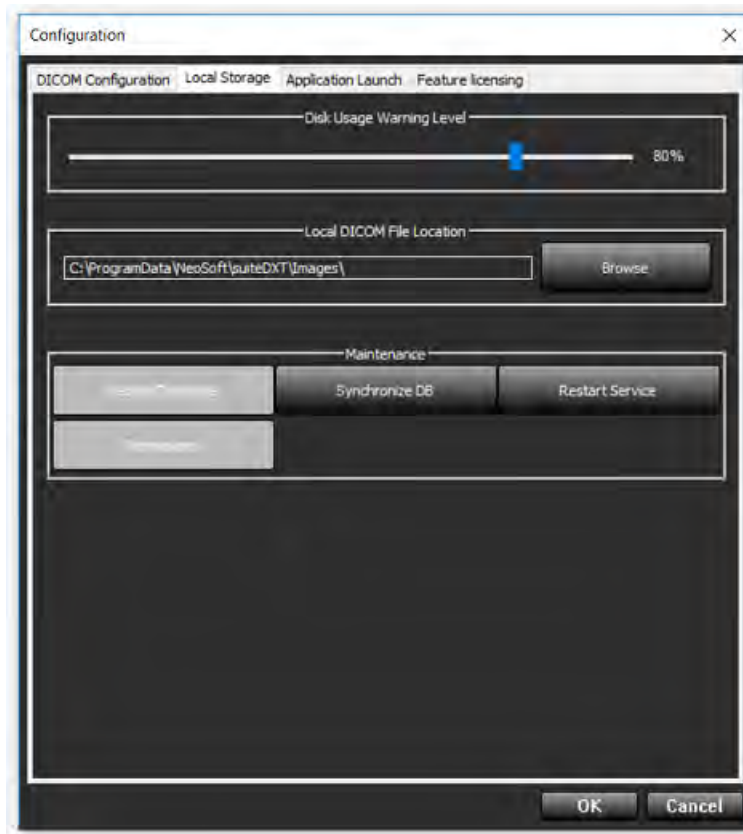 Configuration
DICOM Configuration Local Storage Application Launch Feature licensing
Disk Usage Warning Level
80%
Local DICOM File Location
C:\ProgramData\NeoSoft\suiteDXT\Images\ Browse
Maintenance
Synchronize DB Restart Service
OK Cancel